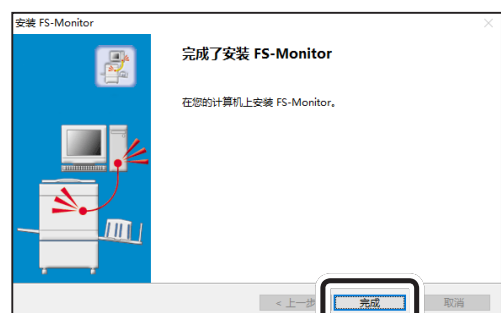 安装 FS-Monitor
完成了安装 FS-Monitor
在您的计算机上安装 FS-Monitor。
< 上一步
完成
取消